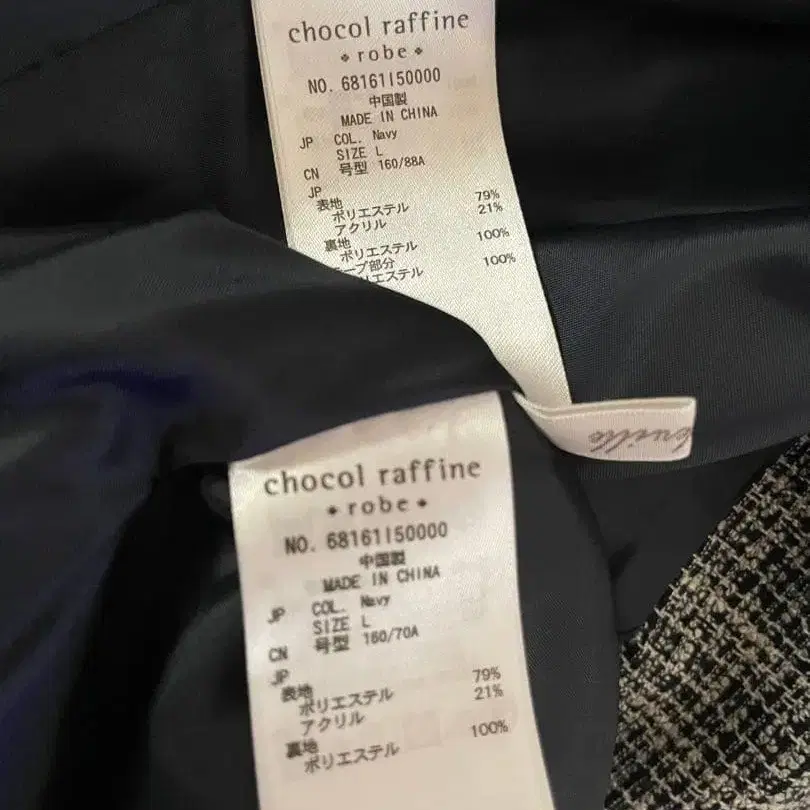 chocol raffine
robe
NO. 68161150000
中国製
MADE IN CHINA
JP COL. Navy
SIZE L
CN 号型 160/88A
JP
表地
ポリエステル 79%
アクリル 21%
裏地
ポリエステル 100%
テープ部分
ポリエステル 100%
chocol raffine
robe
NO. 68161150000
中国製
MADE IN CHINA
JP COL. Navy
SIZE L
CN 号型 160/70A
JP
表地
ポリエステル 79%
アクリル 21%
裏地
ポリエステル 100%